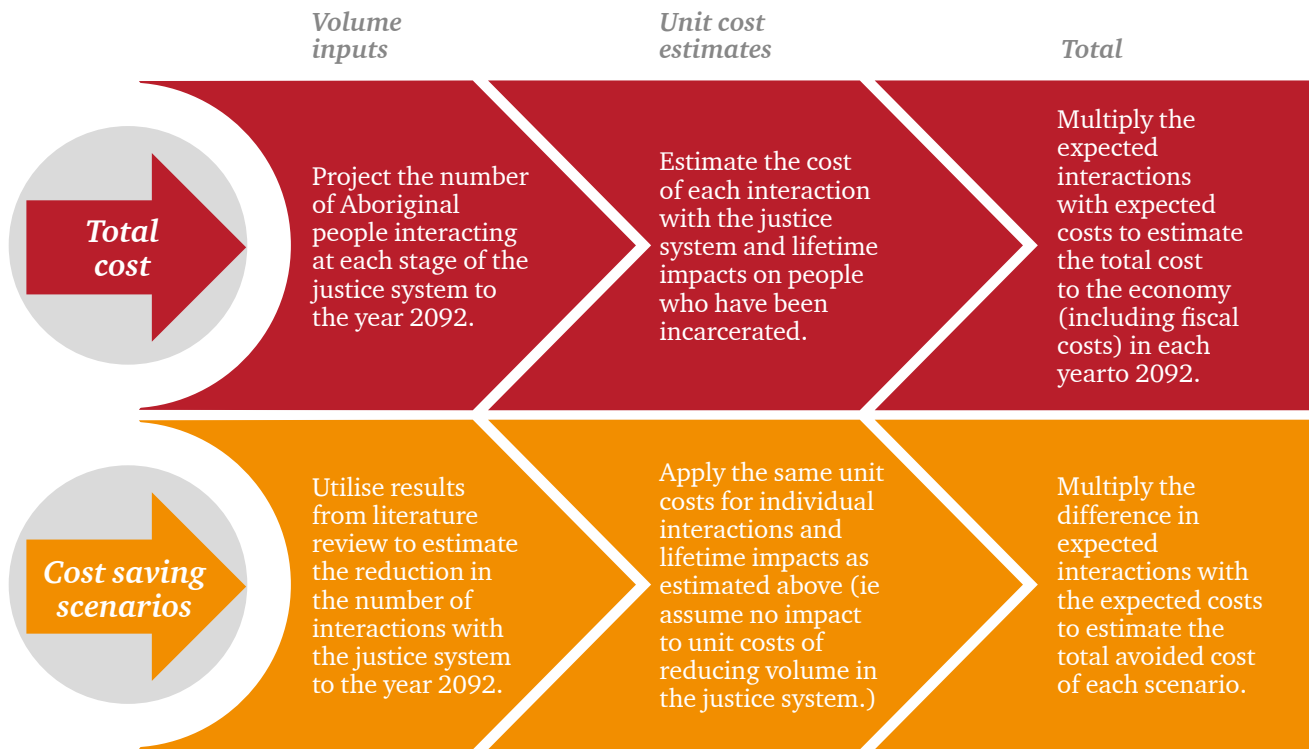 Volume
inputs
Unit cost
estimates
Total
Total
cost
Project the number
of Aboriginal
people interacting
at each stage of the
justice system to
the year 2092.
Estimate the cost
of each interaction
with the justice
system and lifetime
impacts on people
who have been
incarcerated.
Multiply the
expected
interactions
with expected
costs to estimate
the total cost
to the economy
(including fiscal
costs) in each
yearto 2092.
Cost saving
scenarios
Utilise results
from literature
review to estimate
the reduction in
the number of
interactions with
the justice system
to the year 2092.
Apply the same unit
costs for individual
interactions and
lifetime impacts as
estimated above (ie
assume no impact
to unit costs of
reducing volume in
the justice system.)
Multiply the
difference in
expected
interactions with
the expected costs
to estimate the
total avoided cost
of each scenario.